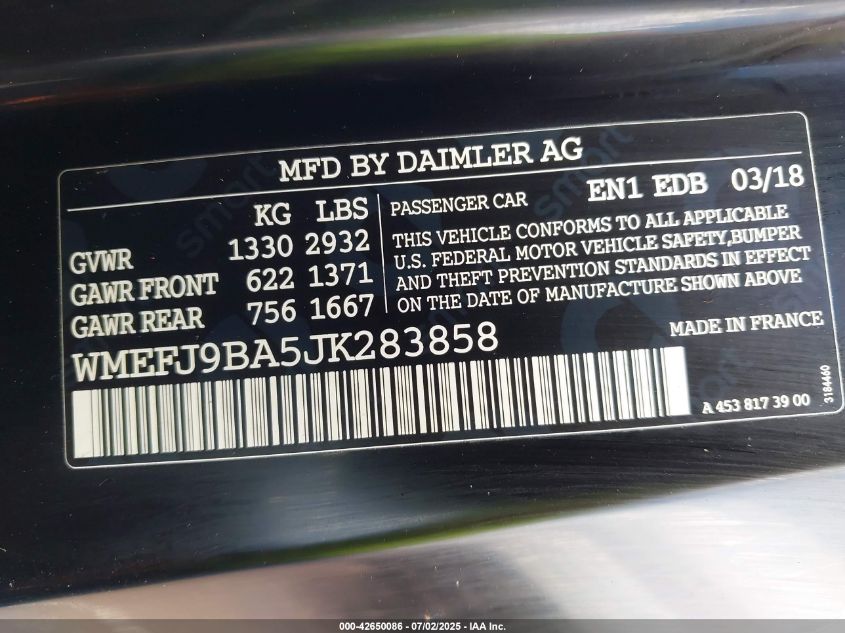 MFD BY DAIMLER AG
KG LBS
GVWR 1330 2932
GAWR FRONT 622 1371
GAWR REAR 756 1667
PASSENGER CAR EN1 EDB 03/18
THIS VEHICLE CONFORMS TO ALL APPLICABLE
U.S. FEDERAL MOTOR VEHICLE SAFETY,BUMPER
AND THEFT PREVENTION STANDARDS IN EFFECT
ON THE DATE OF MANUFACTURE SHOWN ABOVE
WMEFJ9BA5JK283858
MADE IN FRANCE
A 453 817 39 00
3184460
smart
smart
smart
000-42650086 - 07/02/2025 - IAA Inc.